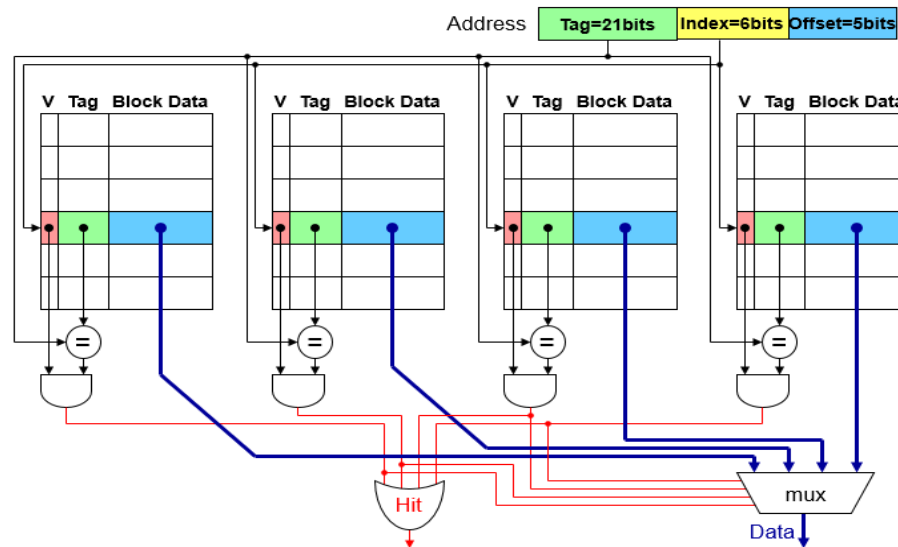 Address Tag=21bits Index=6bits Offset=5bits
V Tag Block Data V Tag Block Data V Tag Block Data V Tag Block Data
= = = =
Hit
mux
Data